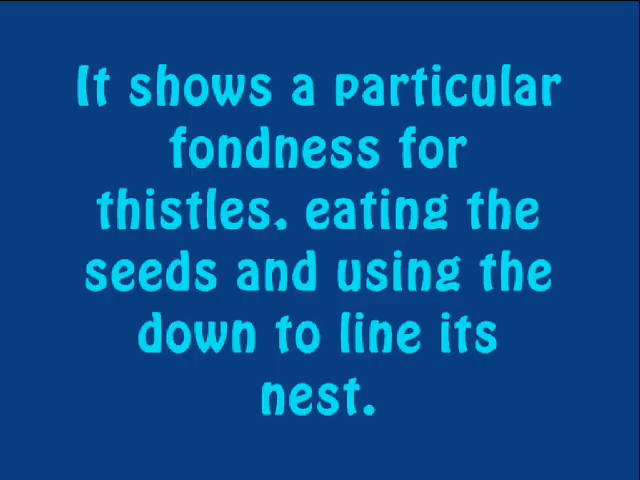 It shows a particular
fondness for
thistles, eating the
seeds and using the
down to line its
nest.